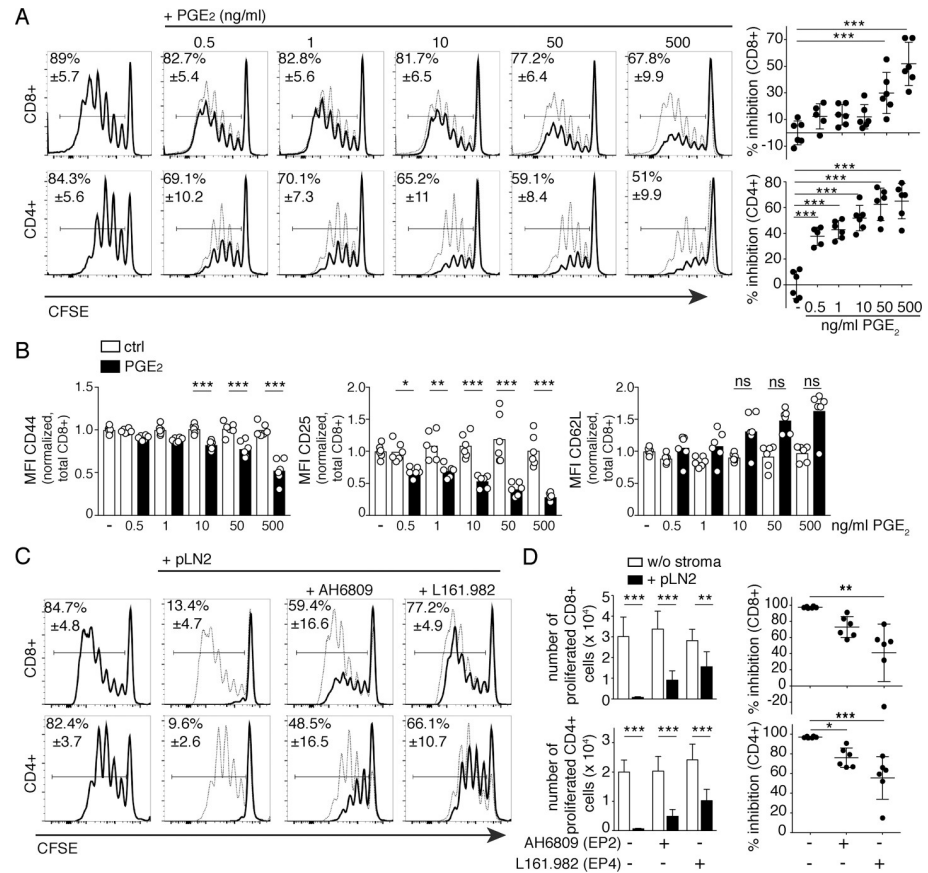 A
+ PGE2 (ng/ml)
0.5 1 10 50 500
CD8+
89% ±5.7
82.7% ±5.4
82.8% ±5.6
81.7% ±6.5
77.2% ±6.4
67.8% ±9.9
CD4+
84.3% ±5.6
69.1% ±10.2
70.1% ±7.3
65.2% ±11
59.1% ±8.4
51% ±9.9
CFSE
% inhibition (CD8+)
70
50
30
10
-10
***
***
% inhibition (CD4+)
80
60
40
20
0
***
***
***
***
***
- 0.5 1 10 50 500
ng/ml PGE2
B
ctrl
PGE2
MFI CD44
(normalized,
total CD8+)
1.5
1.0
0.5
0
*** *** ***
- 0.5 1 10 50 500
MFI CD25
(normalized,
total CD8+)
2.0
1.5
1.0
0.5
0
* ** *** *** ***
- 0.5 1 10 50 500
MFI CD62L
(normalized,
total CD8+)
2.0
1.5
1.0
0.5
0
ns ns ns
- 0.5 1 10 50 500 ng/ml PGE2
C
+ pLN2
+ AH6809 + L161.982
CD8+
84.7% ±4.8
13.4% ±4.7
59.4% ±16.6
77.2% ±4.9
CD4+
82.4% ±3.7
9.6% ±2.6
48.5% ±16.5
66.1% ±10.7
CFSE
D
w/o stroma
+ pLN2
number of
proliferated CD8+
cells (x 10⁴)
5
4
3
2
1
0
*** *** **
number of
proliferated CD4+
cells (x 10⁴)
3
2
1
0
*** *** ***
% inhibition (CD8+)
100
80
60
40
20
0
-20
**
% inhibition (CD4+)
100
80
60
40
20
0
***
*
AH6809 (EP2) - + - - + -
L161.982 (EP4) - - + - - +